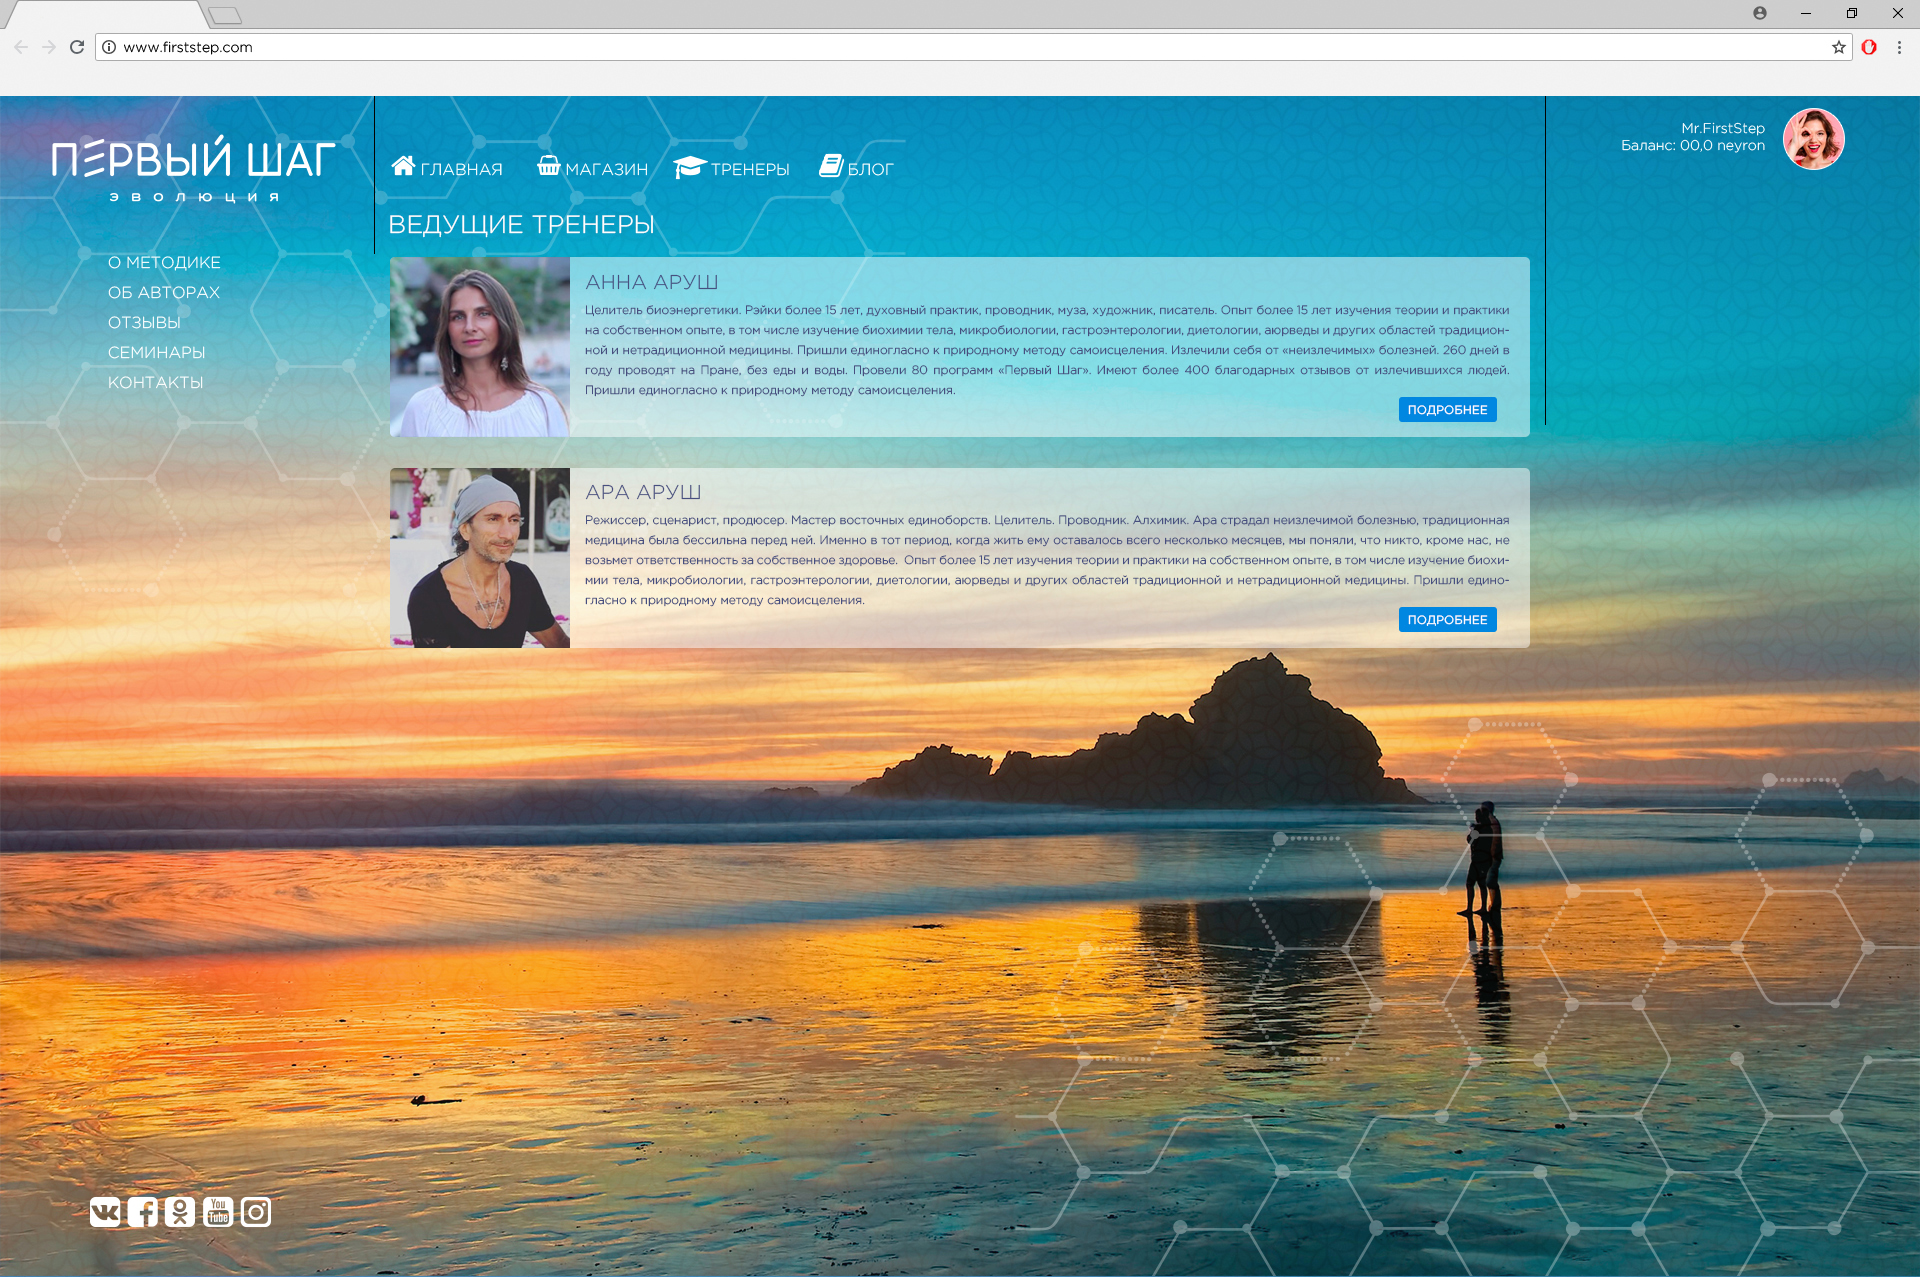 www.firststep.com
ПЕРВЫЙ ШАГ
эволюция
ГЛАВНАЯ
МАГАЗИН
ТРЕНЕРЫ
БЛОГ
Mr.FirstStep
Баланс: 00,0 neyron
ВЕДУЩИЕ ТРЕНЕРЫ
О МЕТОДИКЕ
ОБ АВТОРАХ
ОТЗЫВЫ
СЕМИНАРЫ
КОНТАКТЫ
АННА АРУШ
Целитель биоэнергетики. Рэйки более 15 лет, духовный практик, проводник, муза, художник, писатель. Опыт более 15 лет изучения теории и практики
на собственном опыте, в том числе изучение биохимии тела, микробиологии, гастроэнтерологии, диетологии, аюрведы и других областей традицион-
ной и нетрадиционной медицины. Пришли единогласно к природному методу самоисцеления. Излечили себя от «неизлечимых» болезней. 260 дней в
году проводят на Пране, без еды и воды. Провели 80 программ «Первый Шаг». Имеют более 400 благодарных отзывов от излечившихся людей.
Пришли единогласно к природному методу самоисцеления.
ПОДРОБНЕЕ
АРА АРУШ
Режиссер, сценарист, продюсер. Мастер восточных единоборств. Целитель. Проводник. Алхимик. Ара страдал неизлечимой болезнью, традиционная
медицина была бессильна перед ней. Именно в тот период, когда жить ему оставалось всего несколько месяцев, мы поняли, что никто, кроме нас, не
возьмет ответственность за собственное здоровье. Опыт более 15 лет изучения теории и практики на собственном опыте, в том числе изучение биохи-
мии тела, микробиологии, гастроэнтерологии, диетологии, аюрведы и других областей традиционной и нетрадиционной медицины. Пришли едино-
гласно к природному методу самоисцеления.
ПОДРОБНЕЕ
You
Tube